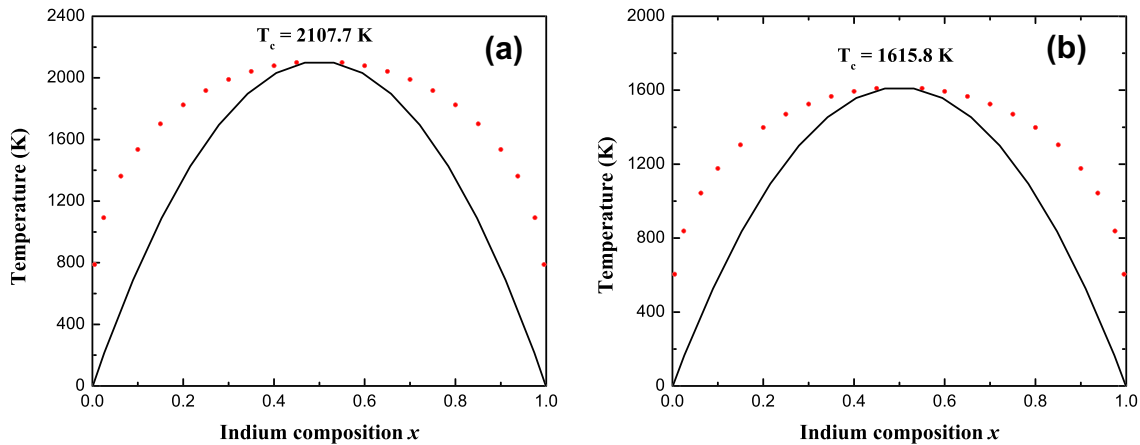 2400
2000
1600
1200
800
400
0
Temperature (K)
T_c = 2107.7 K
(a)
0.0 0.2 0.4 0.6 0.8 1.0
Indium composition x
2000
1600
1200
800
400
0
Temperature (K)
T_c = 1615.8 K
(b)
0.0 0.2 0.4 0.6 0.8 1.0
Indium composition x